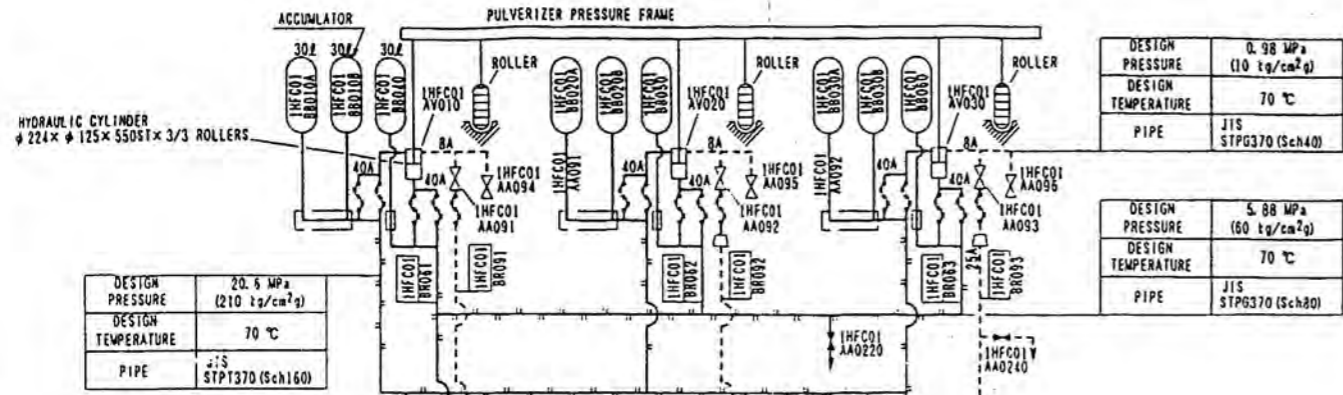 PULVERIZER PRESSURE FRAME
ACCUMLATOR
30ℓ 30ℓ 30ℓ
1HFC01 BB010A
1HFC01 BB010B
1HFC01 BB040
ROLLER
1HFC01
AV010
1HFC01 BB020A
1HFC01 BB020B
1HFC01 BB050
ROLLER
1HFC01
AV020
1HFC01 BB030A
1HFC01 BB030B
1HFC01 BB060
ROLLER
1HFC01
AV030
DESIGN PRESSURE
0.98 MPa
(10 kg/cm²g)
DESIGN TEMPERATURE
70 ℃
PIPE
JIS
STPG370(Sch40)
HYDRAULIC CYLINDER
φ224×φ125×550ST×3/3 ROLLERS
40A
40A
8A
1HFC01
AA094
1HFC01
AA091
1HFC01
AA091
40A
40A
8A
1HFC01
AA095
1HFC01
AA092
1HFC01
AA092
40A
40A
8A
1HFC01
AA096
1HFC01
AA093
25A
1HFC01
BR061
1HFC01
BR091
1HFC01
BR062
1HFC01
BR092
1HFC01
BR063
1HFC01
BR093
DESIGN PRESSURE
5.88 MPa
(60 kg/cm²g)
DESIGN TEMPERATURE
70 ℃
PIPE
JIS
STPG370(Sch80)
DESIGN PRESSURE
20.6 MPa
(210 kg/cm²g)
DESIGN TEMPERATURE
70 ℃
PIPE
JIS
STPT370(Sch160)
1HFC01
AA0220
1HFC01
AA0240